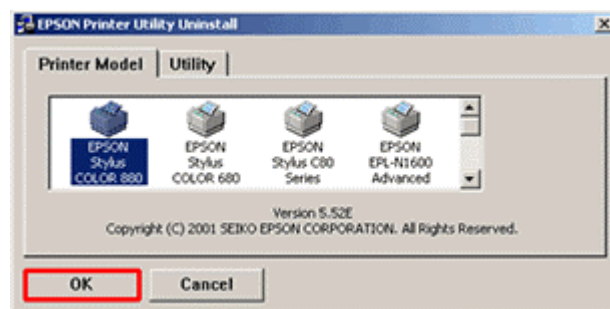 EPSON Printer Utility Uninstall
Printer Model Utility
EPSON Stylus COLOR 880
EPSON Stylus COLOR 680
EPSON Stylus C80 Series
EPSON EPL-N1600 Advanced
Version 5.52E
Copyright (C) 2001 SEIKO EPSON CORPORATION. All Rights Reserved.
OK Cancel